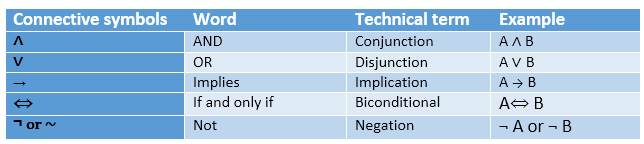 Connective symbols Word Technical term Example
∧ AND Conjunction A ∧ B
∨ OR Disjunction A ∨ B
→ Implies Implication A → B
⇔ If and only if Biconditional A⇔ B
¬ or ~ Not Negation ¬ A or ¬ B